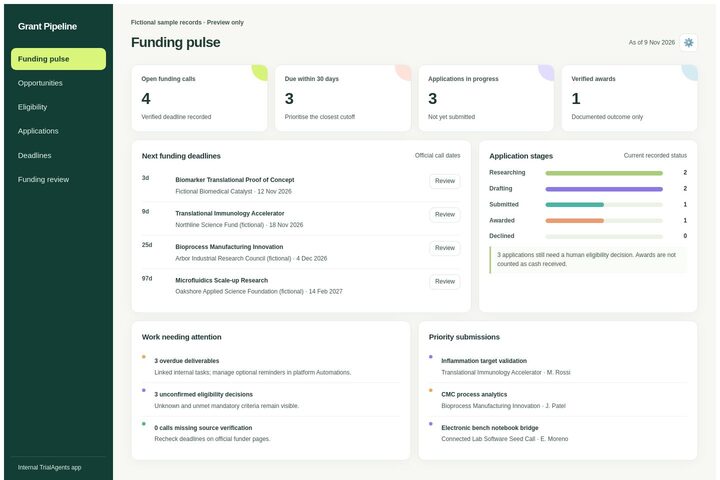 Grant Pipeline
Funding pulse
Opportunities
Eligibility
Applications
Deadlines
Funding review
Internal TrialAgents app
Fictional sample records · Preview only
Funding pulse
As of 9 Nov 2026
Open funding calls
4
Verified deadline recorded
Due within 30 days
3
Prioritise the closest cutoff
Applications in progress
3
Not yet submitted
Verified awards
1
Documented outcome only
Next funding deadlines
Official call dates
3d
Biomarker Translational Proof of Concept
Fictional Biomedical Catalyst · 12 Nov 2026
Review
9d
Translational Immunology Accelerator
Northline Science Fund (fictional) · 18 Nov 2026
Review
25d
Bioprocess Manufacturing Innovation
Arbor Industrial Research Council (fictional) · 4 Dec 2026
Review
97d
Microfluidics Scale-up Research
Oakshore Applied Science Foundation (fictional) · 14 Feb 2027
Review
Application stages
Current recorded status
Researching 2
Drafting 2
Submitted 1
Awarded 1
Declined 0
3 applications still need a human eligibility decision. Awards are not
counted as cash received.
Work needing attention
3 overdue deliverables
Linked internal tasks; manage optional reminders in platform Automations.
3 unconfirmed eligibility decisions
Unknown and unmet mandatory criteria remain visible.
0 calls missing source verification
Recheck deadlines on official funder pages.
Priority submissions
Inflammation target validation
Translational Immunology Accelerator · M. Rossi
CMC process analytics
Bioprocess Manufacturing Innovation · J. Patel
Electronic bench notebook bridge
Connected Lab Software Seed Call · E. Moreno